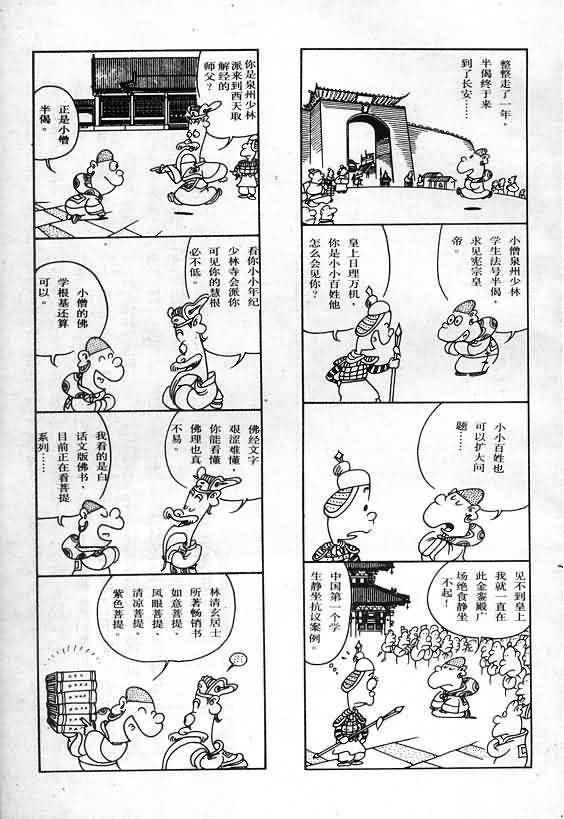 整整走了一年，
半偈终于来
到了长安……
小僧泉州少林
学生法号半偈，
求见宪宗皇
帝。
皇上日理万机，
你是小小百姓他
怎么会见你？
小小百姓也
可以扩大问
题……
见不到皇上
我就一直在
此金銮殿广
场绝食静坐
不起！
中国第一个学
生静坐抗议案例。
你是泉州少林
派来到西天取
解经的
师父？
正是小僧
半偈。
看你小小年纪
少林寺会派你
可见你的慧根
必不低。
小僧的佛
学根基还算
可以。
佛经文字
艰涩难懂，
你能看懂
佛理也真
不易。
我看的是白
话文版佛书，
目前正在看菩提
系列……
林清玄居士
所著畅销书
如意菩提，
凤眼菩提，
清凉菩提，
紫色菩提。